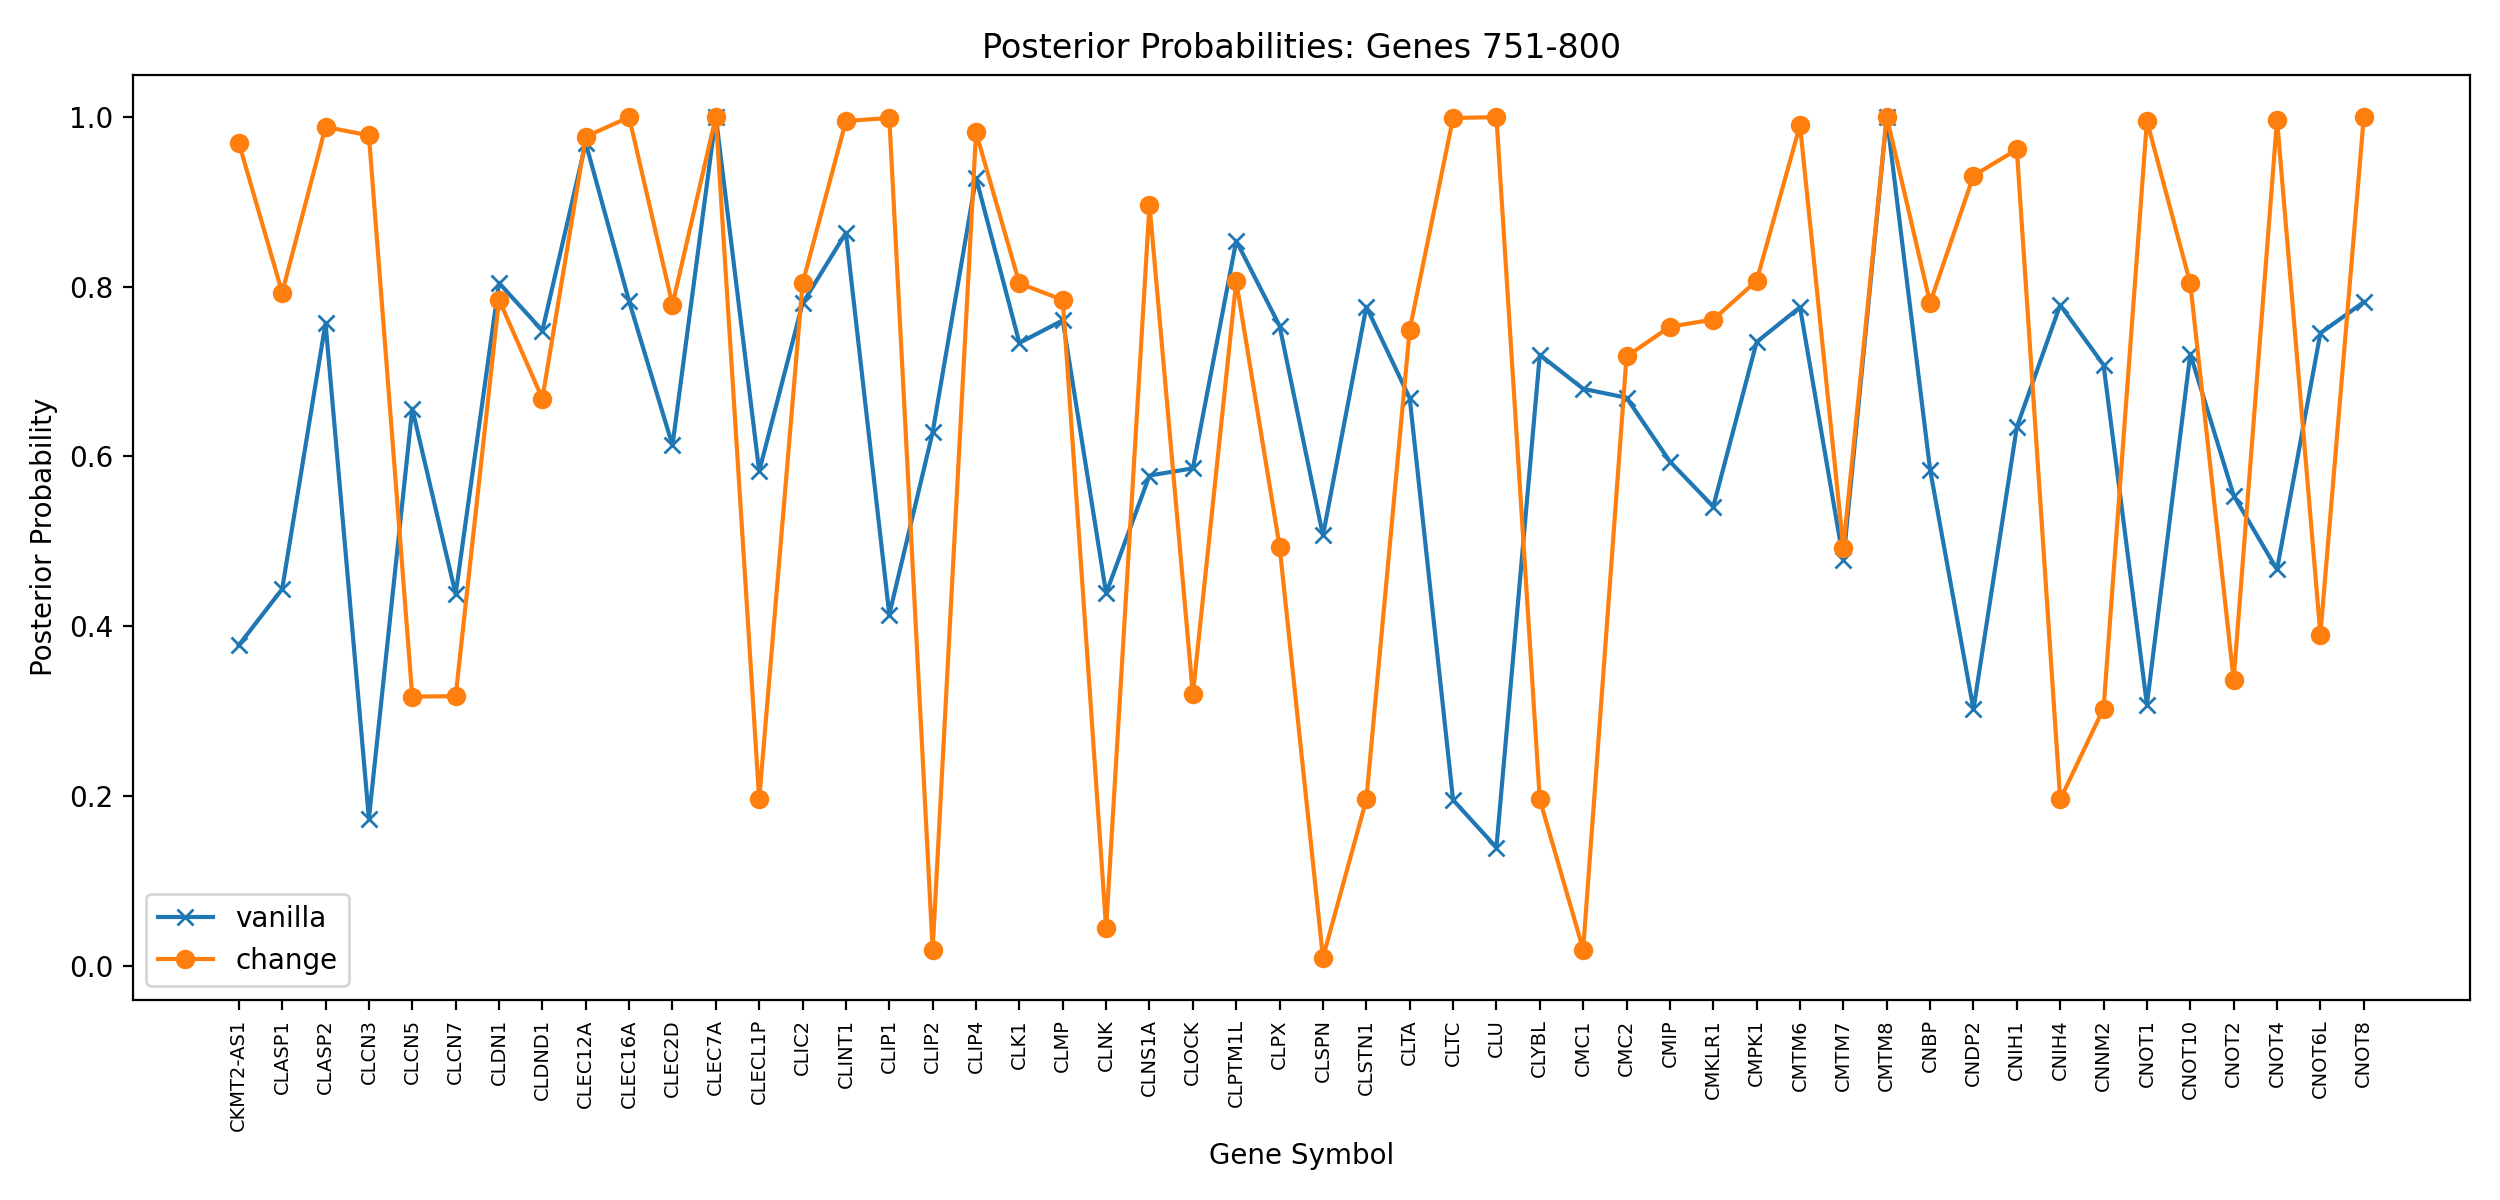 Posterior Probabilities: Genes 751-800
Posterior Probability
1.0
0.8
0.6
0.4
0.2
0.0
vanilla
change
CKMT2-AS1
CLASP1
CLASP2
CLCN3
CLCN5
CLCN7
CLDN1
CLDND1
CLEC12A
CLEC16A
CLEC2D
CLEC7A
CLECL1P
CLIC2
CLINT1
CLIP1
CLIP2
CLIP4
CLK1
CLMP
CLNK
CLNS1A
CLOCK
CLPTM1L
CLPX
CLSPN
CLSTN1
CLTA
CLTC
CLU
CLYBL
CMC1
CMC2
CMIP
CMKLR1
CMPK1
CMTM6
CMTM7
CMTM8
CNBP
CNDP2
CNIH1
CNIH4
CNNM2
CNOT1
CNOT10
CNOT2
CNOT4
CNOT6L
CNOT8
Gene Symbol